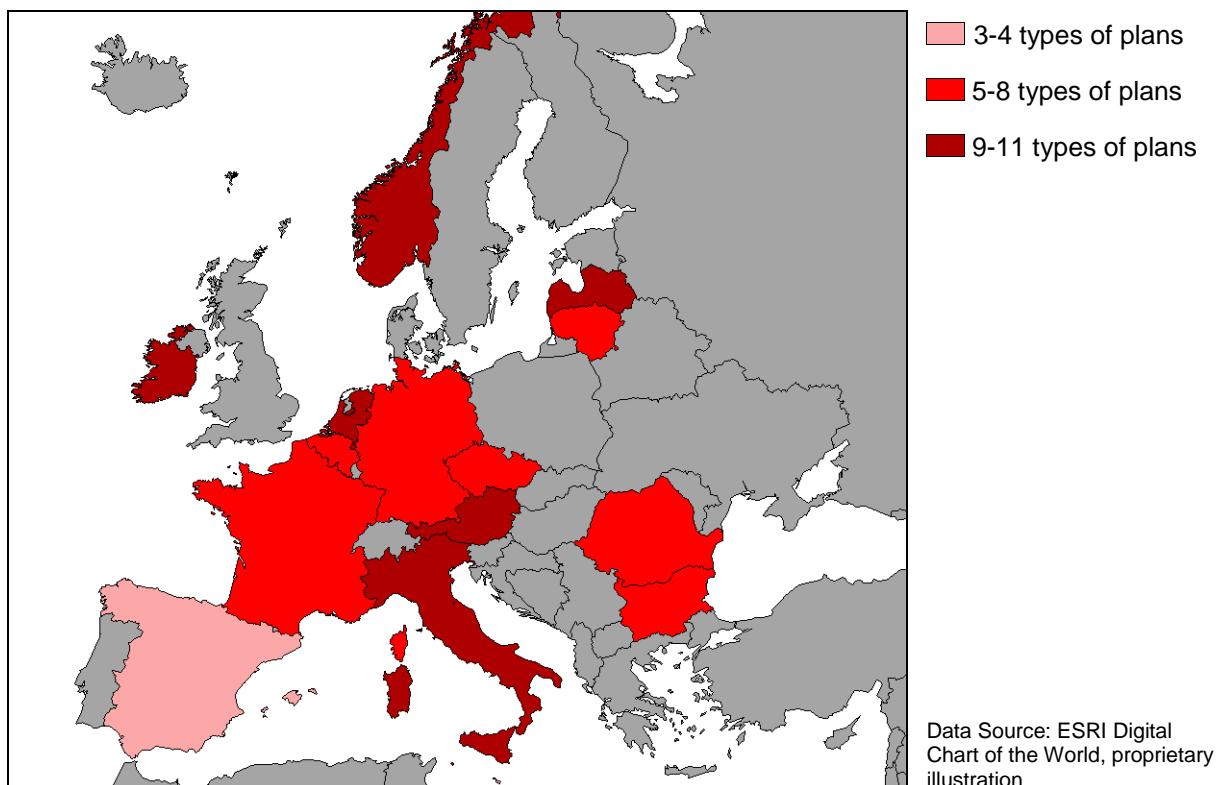 3-4 types of plans
5-8 types of plans
9-11 types of plans
Data Source: ESRI Digital
Chart of the World, proprietary
illustration